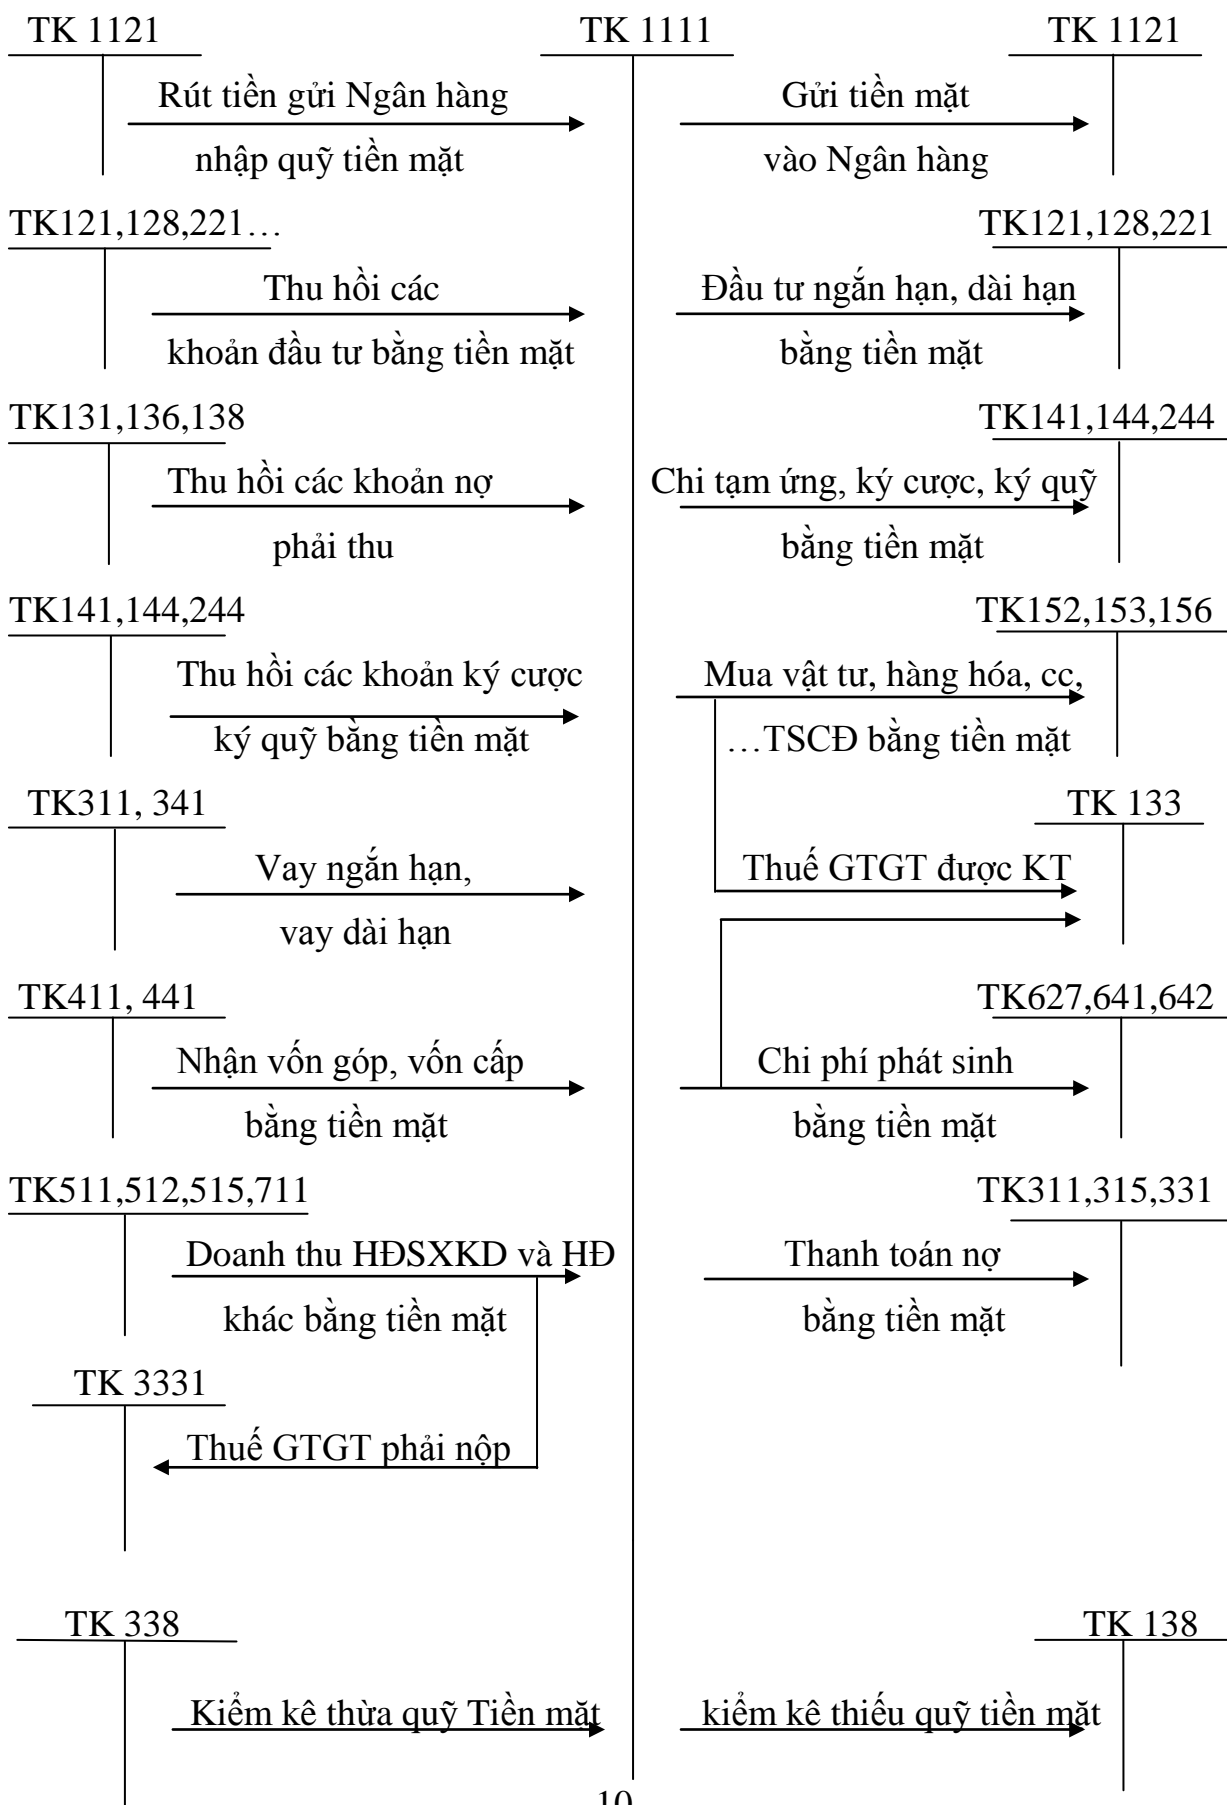 TK 1121 TK 1111 TK 1121
Rút tiền gửi Ngân hàng Gửi tiền mặt
nhập quỹ tiền mặt vào Ngân hàng
TK121,128,221… TK121,128,221
Thu hồi các Đầu tư ngắn hạn, dài hạn
khoản đầu tư bằng tiền mặt bằng tiền mặt
TK131,136,138 TK141,144,244
Thu hồi các khoản nợ Chi tạm ứng, ký cược, ký quỹ
phải thu bằng tiền mặt
TK141,144,244 TK152,153,156
Thu hồi các khoản ký cược Mua vật tư, hàng hóa, cc,
ký quỹ bằng tiền mặt …TSCĐ bằng tiền mặt
TK311, 341 TK 133
Vay ngắn hạn, Thuế GTGT được KT
vay dài hạn
TK411, 441 TK627,641,642
Nhận vốn góp, vốn cấp Chi phí phát sinh
bằng tiền mặt bằng tiền mặt
TK511,512,515,711 TK311,315,331
Doanh thu HĐSXKD và HĐ Thanh toán nợ
khác bằng tiền mặt bằng tiền mặt
TK 3331
Thuế GTGT phải nộp
TK 338 TK 138
Kiểm kê thừa quỹ Tiền mặt kiểm kê thiếu quỹ tiền mặt
10